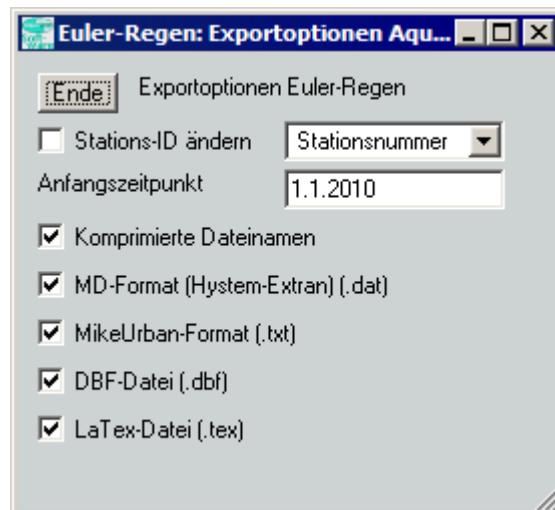 Euler-Regen: Exportoptionen Aqu...
Ende Exportoptionen Euler-Regen
Stations-ID ändern Stationsnummer
Anfangszeitpunkt 1.1.2010
Komprimierte Dateinamen
MD-Format (Hystem-Extran) (.dat)
MikeUrban-Format (.txt)
DBF-Datei (.dbf)
LaTex-Datei (.tex)